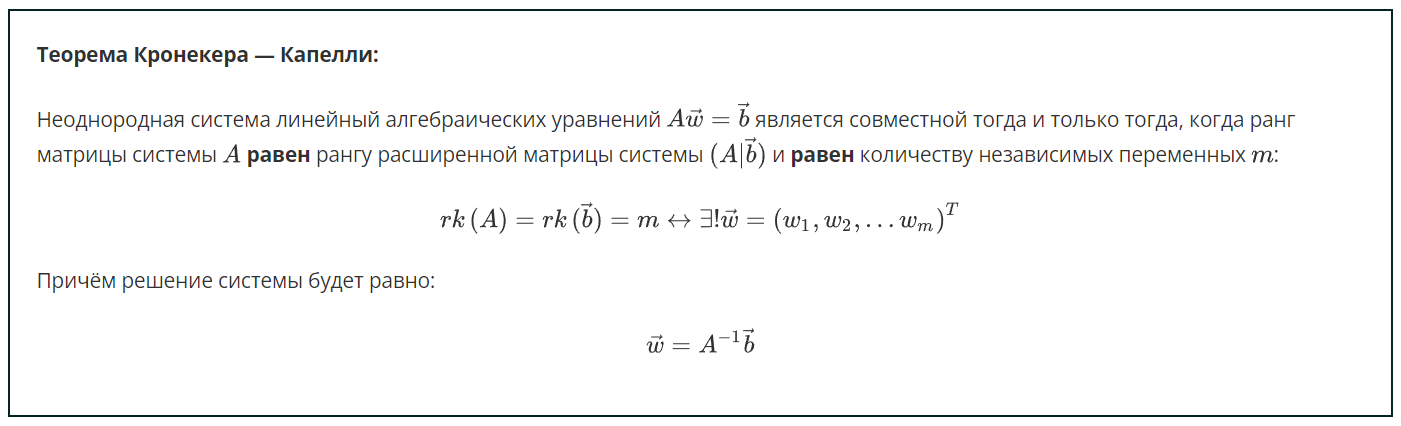 Теорема Кронекера — Капелли:
Неоднородная система линейный алгебраических уравнений $A\vec{w} = \vec{b}$ является совместной тогда и только тогда, когда ранг
матрицы системы $A$ равен рангу расширенной матрицы системы $(A|\vec{b})$ и равен количеству независимых переменных $m$:
$rk\,(A) = rk\,(\vec{b}) = m \leftrightarrow \exists!\vec{w} = (w_1, w_2, \ldots w_m)^T$
Причём решение системы будет равно:
$\vec{w} = A^{-1}\vec{b}$